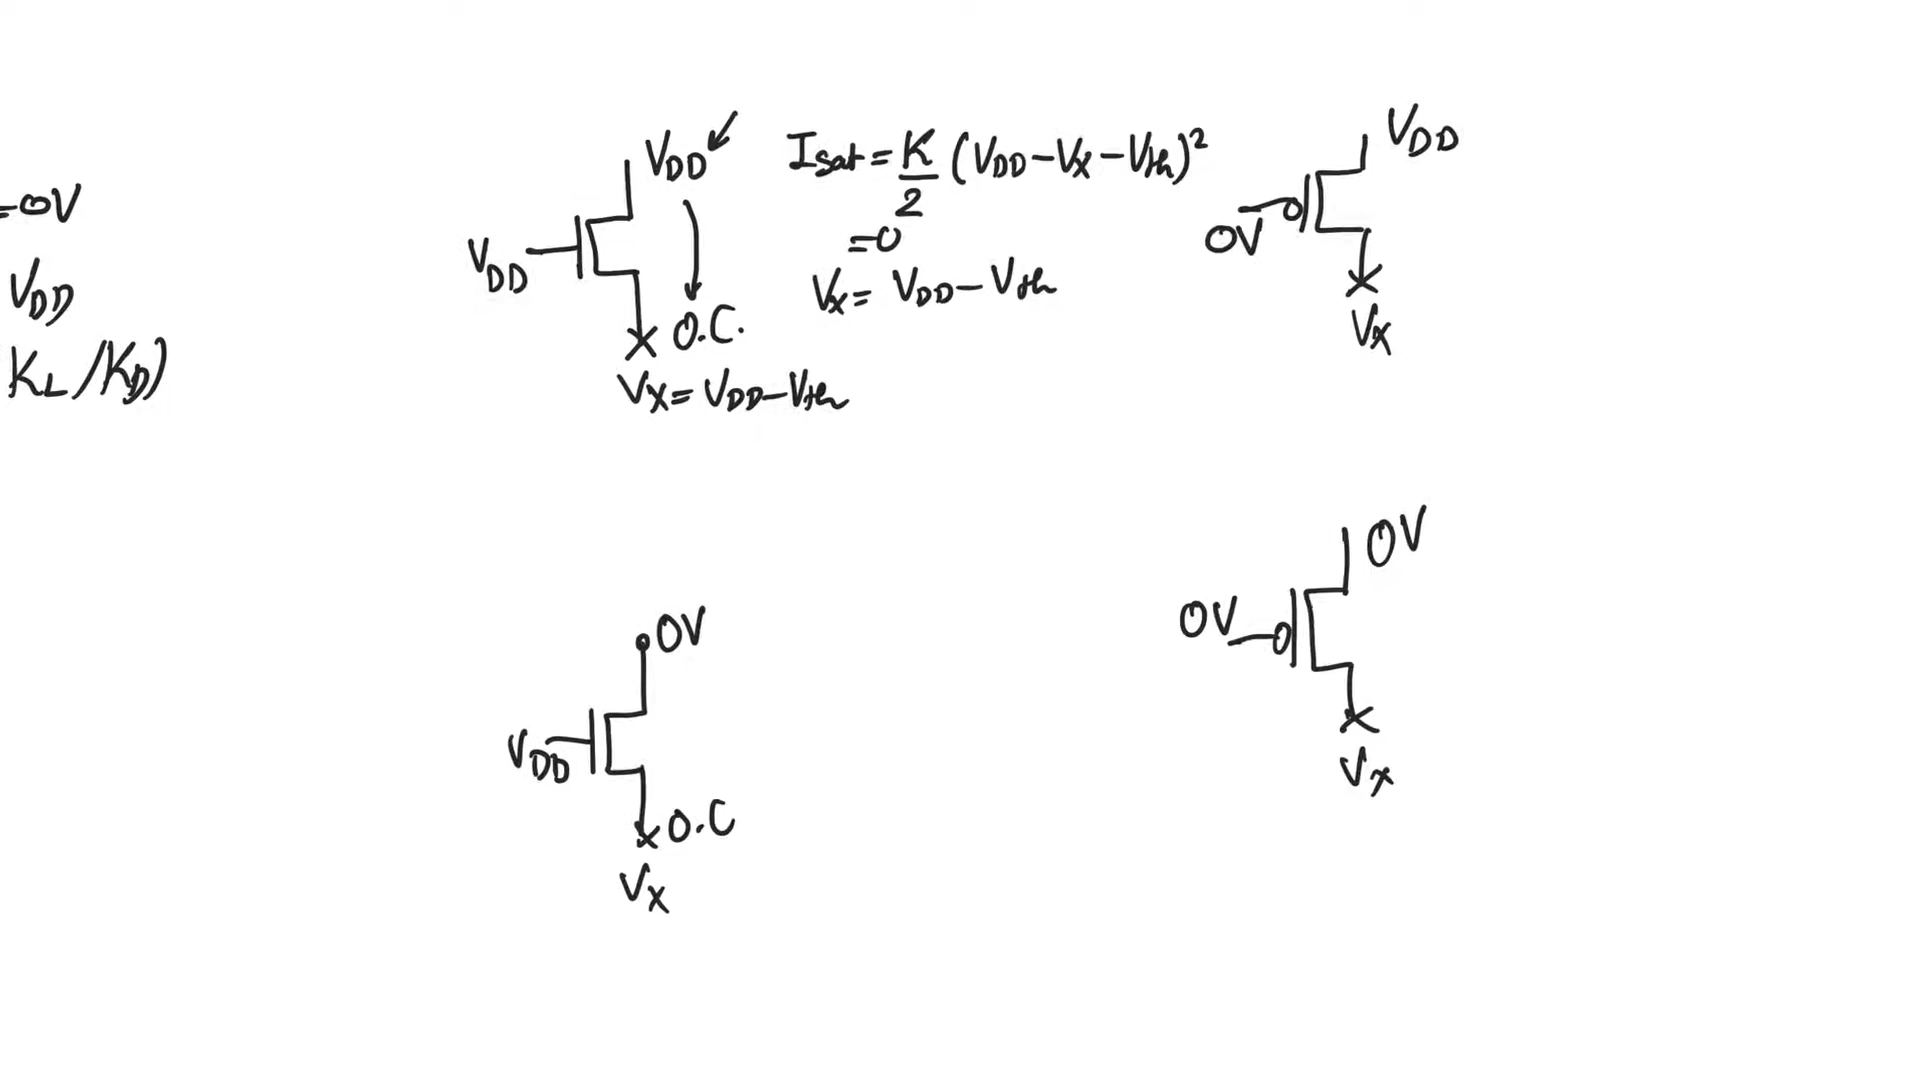 =0V
VDD
KL/KD)
VDD
VDD
O.C.
Vx = VDD - Vth
Isat = K/2 (VDD - Vx - Vth)²
=0
Vx = VDD - Vth
VDD
0V
Vx
0V
VDD
O.C
Vx
0V
0V
Vx